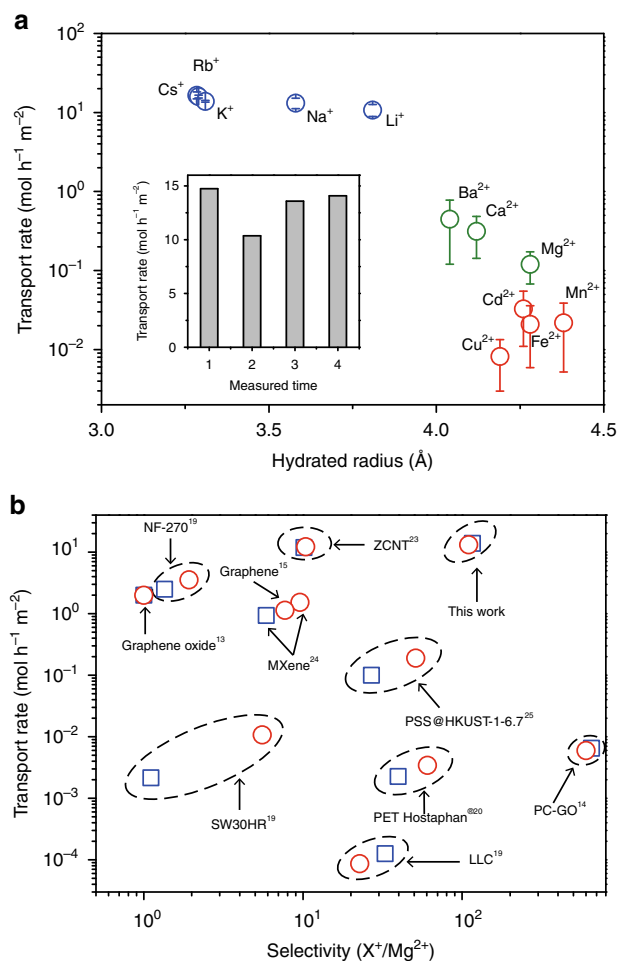 a
10²
Rb⁺
Cs⁺
K⁺
Na⁺
Li⁺
10¹
10⁰
10⁻¹
10⁻²
Transport rate (mol h⁻¹ m⁻²)
Ba²⁺
Ca²⁺
Mg²⁺
Cd²⁺
Mn²⁺
Cu²⁺
Fe²⁺
Transport rate (mol h⁻¹ m⁻²)
15
10
5
0
1 2 3 4
Measured time
3.0 3.5 4.0 4.5
Hydrated radius (Å)
b
NF-270¹⁹
ZCNT²³
Graphene¹⁵
This work
Graphene oxide¹³
MXene²⁴
PSS@HKUST-1-6.7²⁵
SW30HR¹⁹
PET Hostaphan®²⁰
PC-GO¹⁴
LLC¹⁹
Transport rate (mol h⁻¹ m⁻²)
10¹
10⁰
10⁻¹
10⁻²
10⁻³
10⁻⁴
10⁰ 10¹ 10²
Selectivity (X⁺/Mg²⁺)